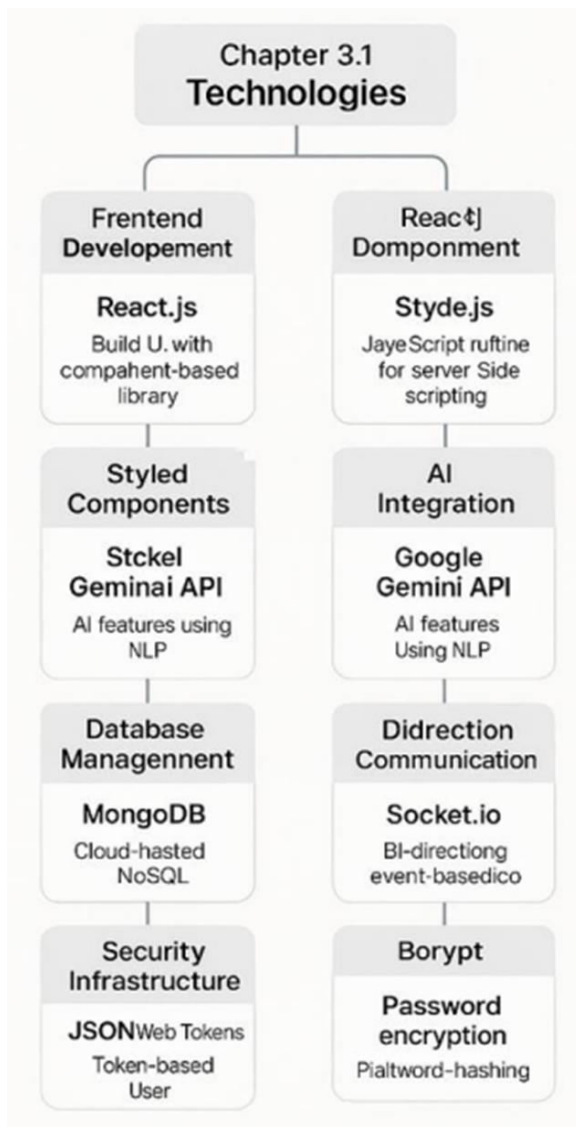 Chapter 3.1
Technologies
Frentend
Developement
React.js
Build U. with
compahent-based
library
Styled
Components
Stckel
Geminai API
AI features using
NLP
Database
Managennent
MongoDB
Cloud-hasted
NoSQL
Security
Infrastructure
JSONWeb Tokens
Token-based
User
Domponment
Styde.js
JayeScript ruftine
for server Side
scripting
AI
Integration
Google
Gemini API
AI features
Using NLP
Didrection
Communication
Socket.io
BI-directiong
event-basedico
Borypt
Password
encryption
Pialtword-hashing